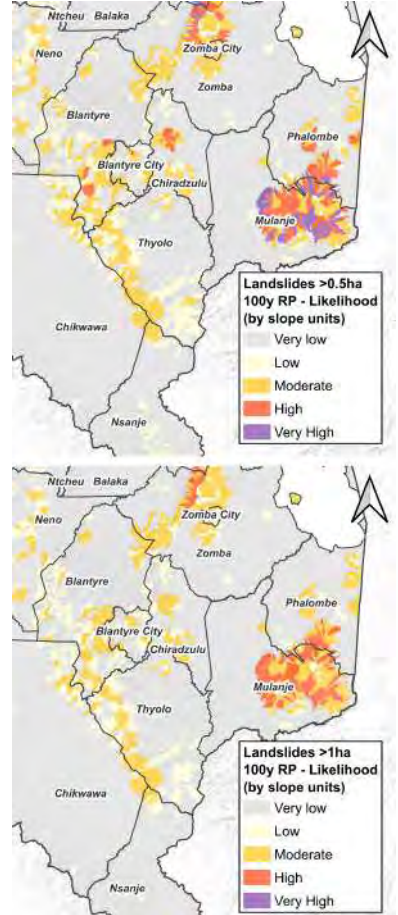 Ntcheu Balaka
Zomba City
Neno
Zomba
Blantyre
Phalombe
Blantyre City
Chiradzulu
Mulanje
Thyolo
Chikwawa
Nsanje
Landslides >0.5ha
100y RP - Likelihood
(by slope units)
Very low
Low
Moderate
High
Very High
Ntcheu Balaka
Zomba City
Neno
Zomba
Blantyre
Phalombe
Blantyre City
Chiradzulu
Mulanje
Thyolo
Chikwawa
Nsanje
Landslides >1ha
100y RP - Likelihood
(by slope units)
Very low
Low
Moderate
High
Very High